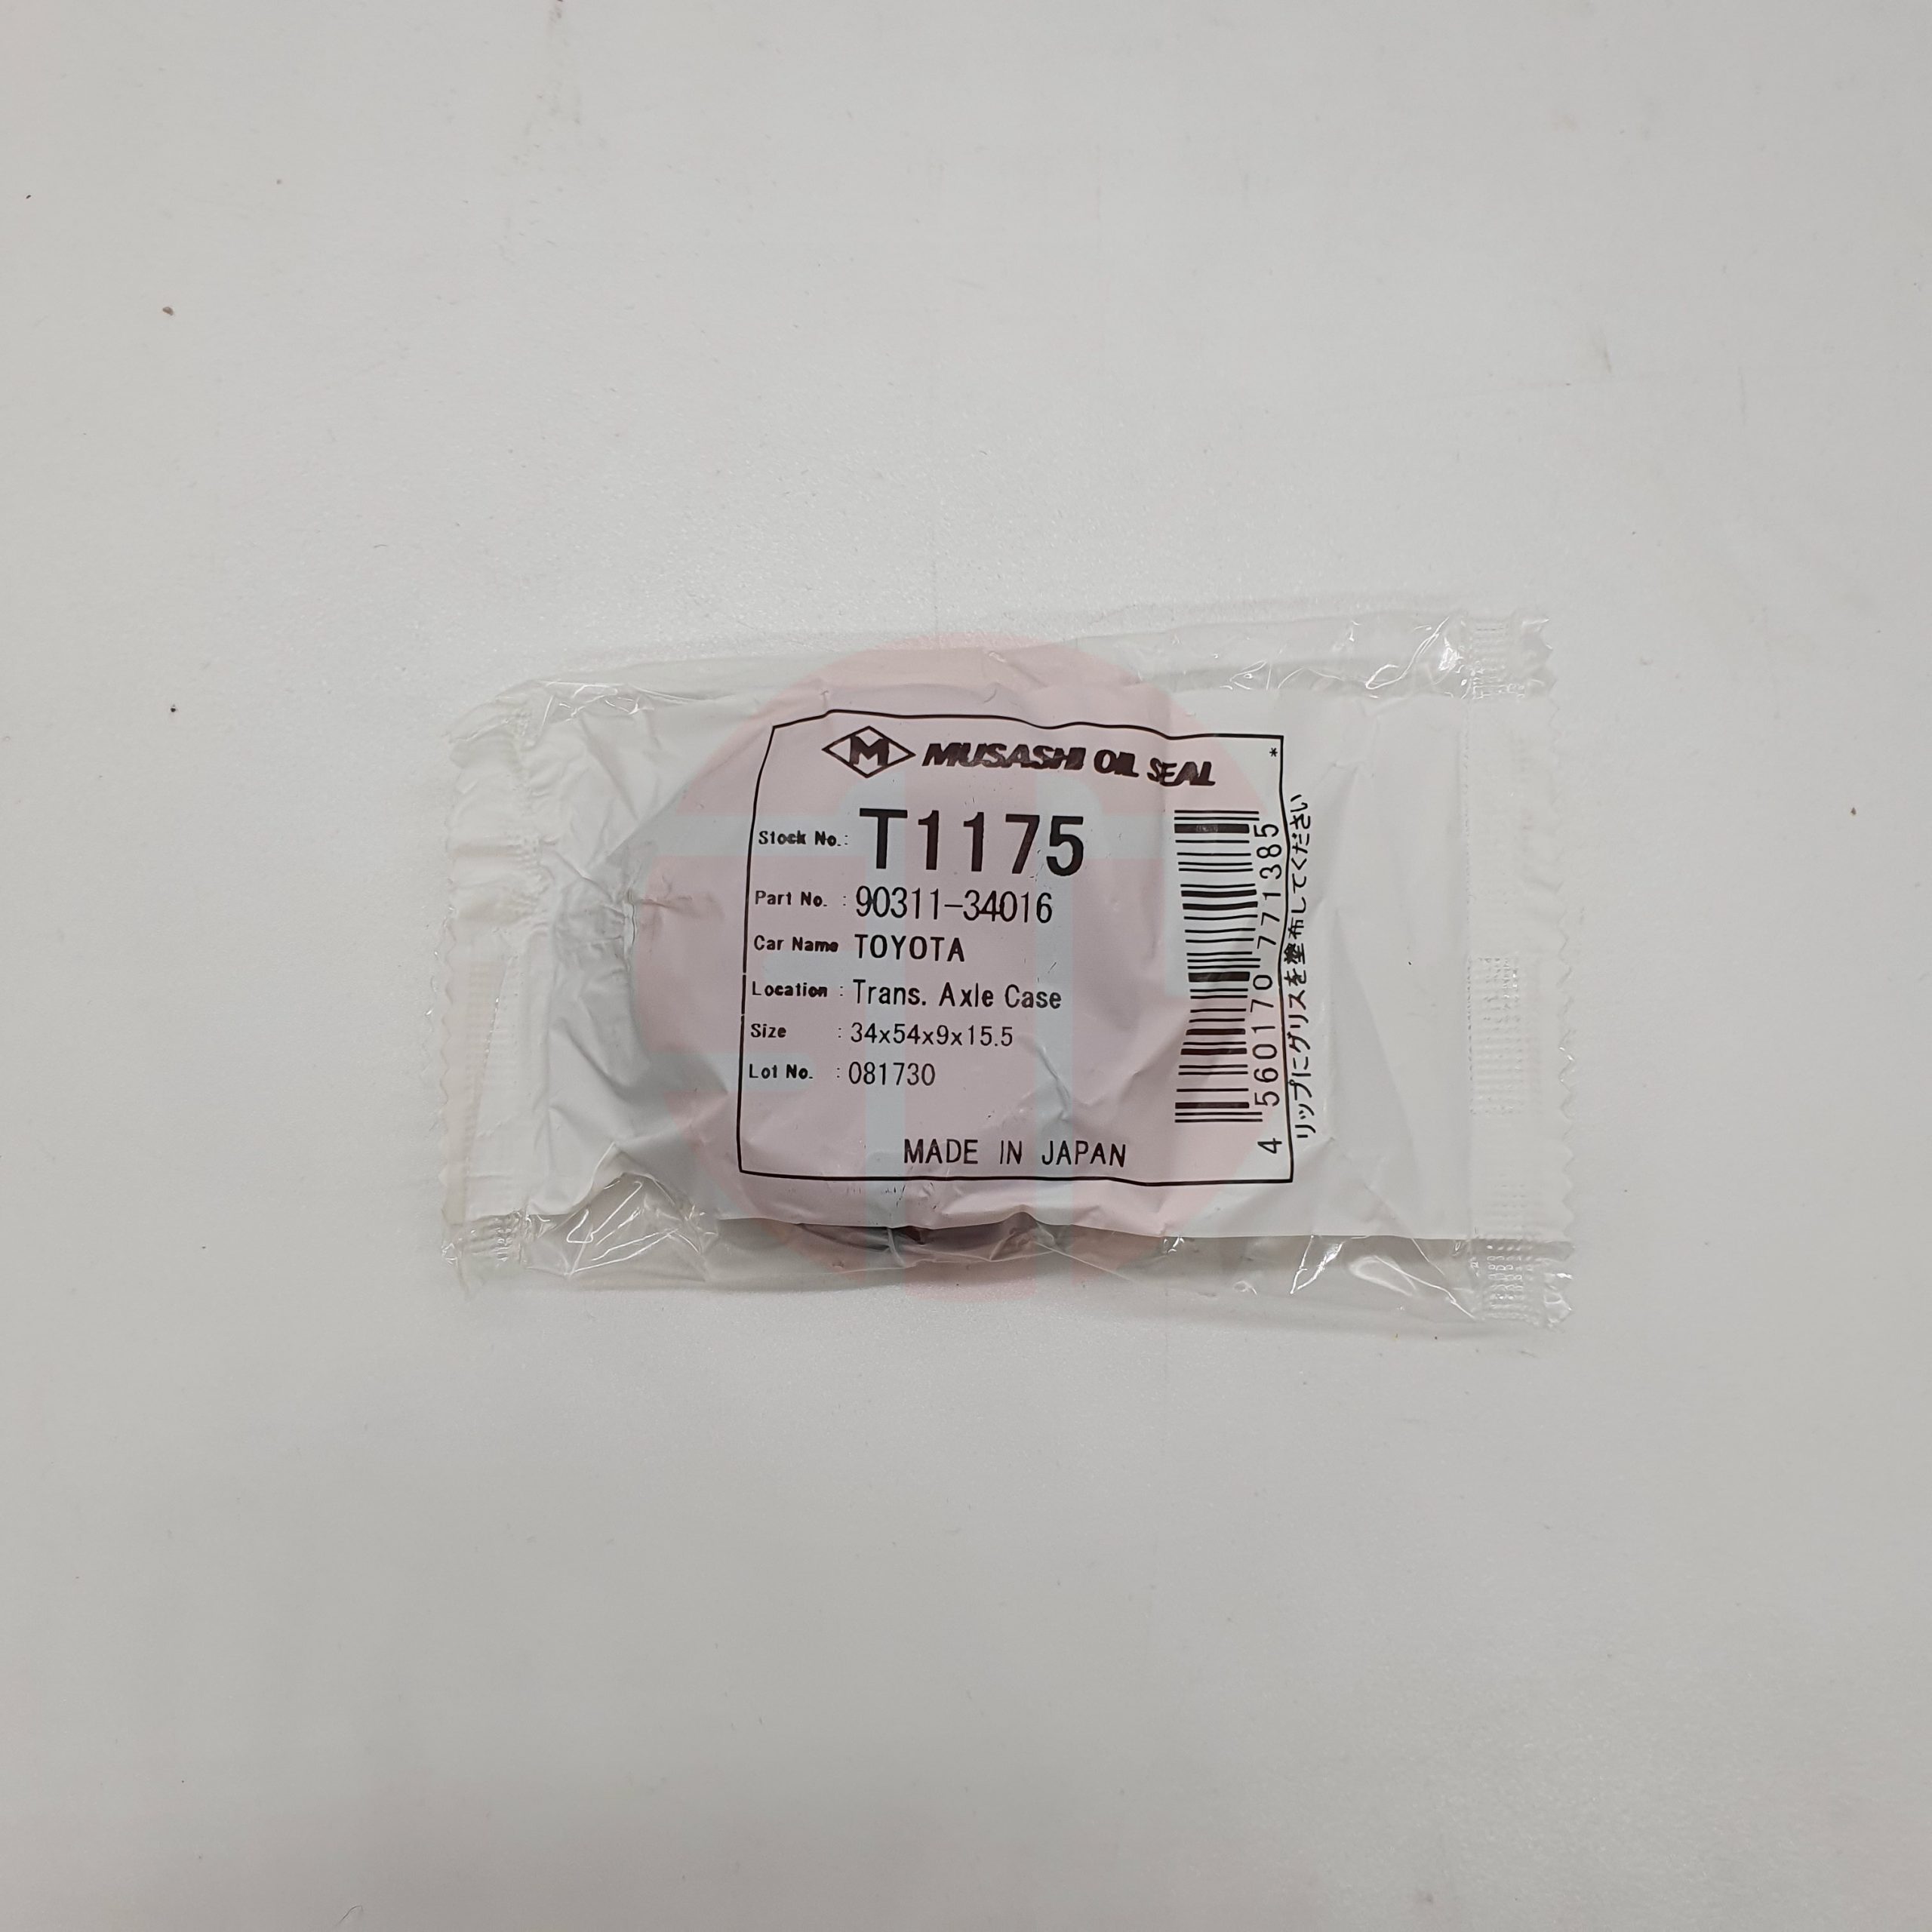 M MUSASHI OIL SEAL
Stock No.: T1175
Part No. : 90311-34016
Car Name TOYOTA
Location : Trans. Axle Case
Size : 34x54x9x15.5
Lot No. : 081730
MADE IN JAPAN
*
4 560170 771385
リップにグリスを塗布してください